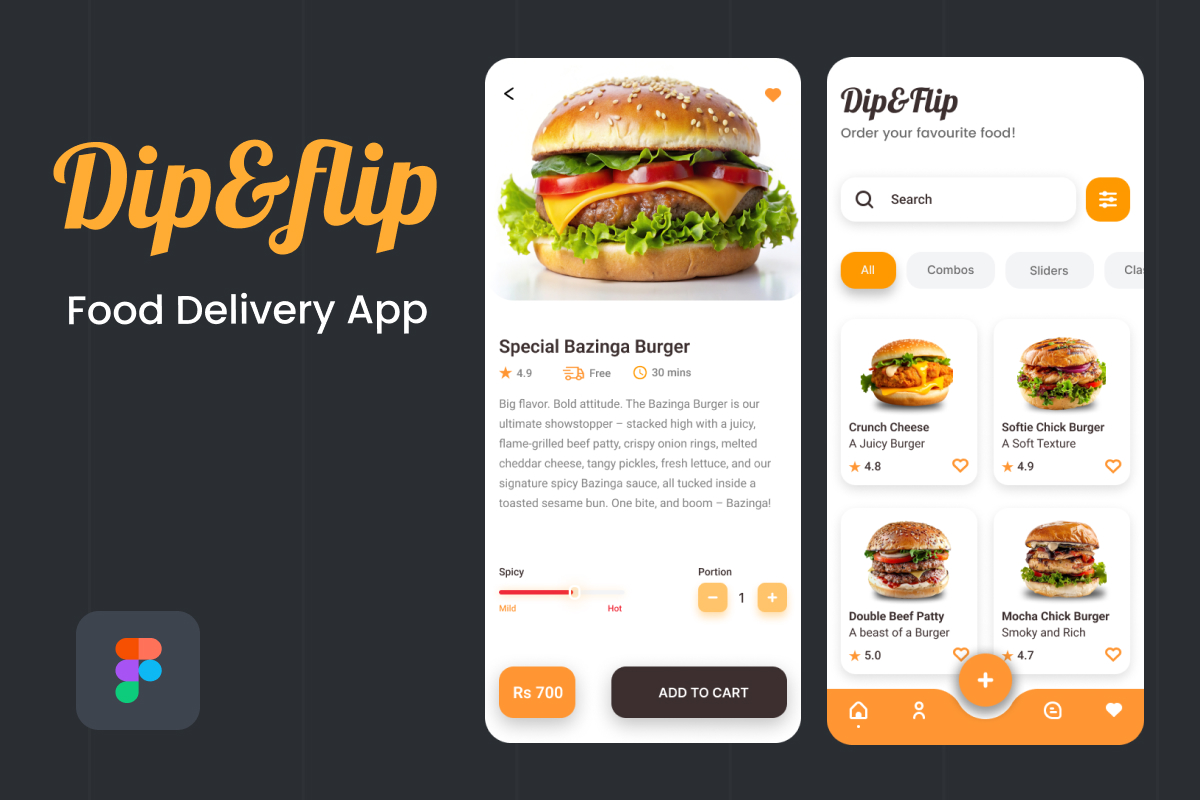 Dip&flip
Food Delivery App
Special Bazinga Burger
4.9
Free
30 mins
Big flavor. Bold attitude. The Bazinga Burger is our
ultimate showstopper – stacked high with a juicy,
flame-grilled beef patty, crispy onion rings, melted
cheddar cheese, tangy pickles, fresh lettuce, and our
signature spicy Bazinga sauce, all tucked inside a
toasted sesame bun. One bite, and boom – Bazinga!
Spicy
Mild
Hot
Portion
1
Rs 700
ADD TO CART
Dip&Flip
Order your favourite food!
Search
All
Combos
Sliders
Clas
Crunch Cheese
A Juicy Burger
4.8
Softie Chick Burger
A Soft Texture
4.9
Double Beef Patty
A beast of a Burger
5.0
Mocha Chick Burger
Smoky and Rich
4.7